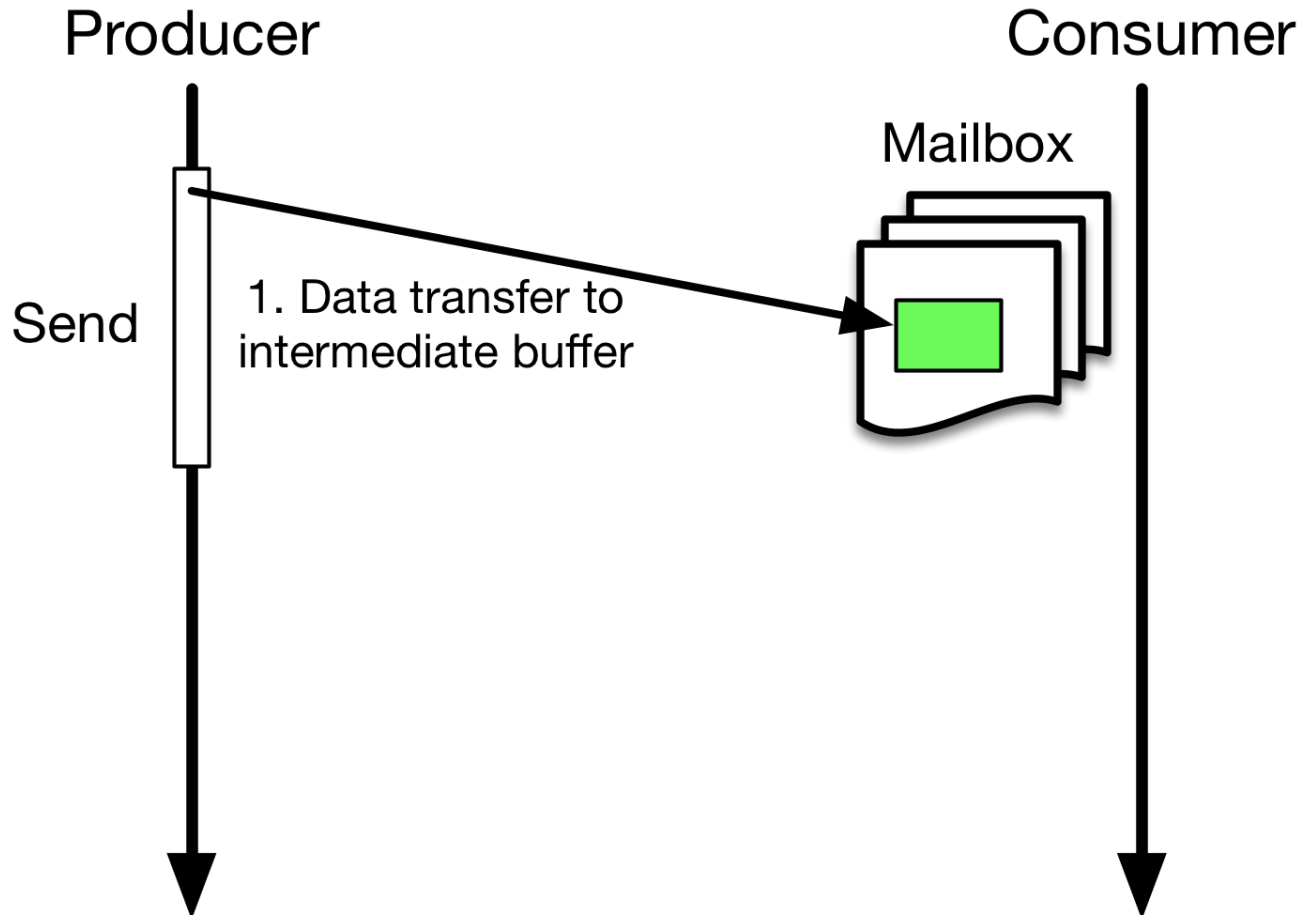 Producer
Consumer
Mailbox
Send
1. Data transfer to
intermediate buffer